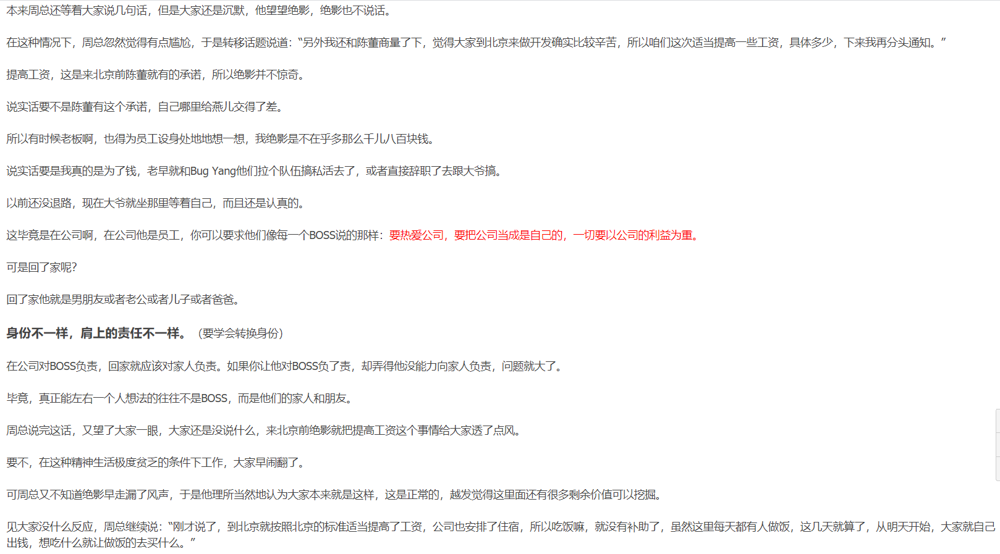 本来周总还等着大家说几句话，但是大家还是沉默，他望望绝影，绝影也不说话。
在这种情况下，周总忽然觉得有点尴尬，于是转移话题说道：“另外我还和陈董商量了下，觉得大家到北京来做开发确实比较辛苦，所以咱们这次适当提高一些工资，具体多少，下来我再分头通知。”
提高工资，这是来北京前陈董就有的承诺，所以绝影并不惊奇。
说实话要不是陈董有这个承诺，自己哪里给燕儿交得了差。
所以有时候老板啊，也得为员工设身处地地想一想，我绝影是不在乎多那么千儿八百块钱。
说实话要是我真的是为了钱，老早就和Bug Yang他们拉个队伍搞私活去了，或者直接辞职了去跟大爷搞。
以前还没退路，现在大爷就坐那里等着自己，而且还是认真的。
这毕竟是在公司啊，在公司他是员工，你可以要求他们像每一个BOSS说的那样：要热爱公司，要把公司当成是自己的，一切要以公司的利益为重。
可是回了家呢？
回了家他就是男朋友或者老公或者儿子或者爸爸。
身份不一样，肩上的责任不一样。（要学会转换身份）
在公司对BOSS负责，回家就应该对家人负责。如果你让他对BOSS负了责，却弄得他没能力向家人负责，问题就大了。
毕竟，真正能左右一个人想法的往往不是BOSS，而是他们的家人和朋友。
周总说完这话，又望了大家一眼，大家还是没说什么，来北京前绝影就把提高工资这个事情给大家透了点风。
要不，在这种精神生活极度贫乏的条件下工作，大家早闹翻了。
可周总又不知道绝影早走漏了风声，于是他理所当然地认为大家本来就是这样，这是正常的，越发觉得这里面还有很多剩余价值可以挖掘。
见大家没什么反应，周总继续说：“刚才说了，到北京就按照北京的标准适当提高了工资，公司也安排了住宿，所以吃饭嘛，就没有补助了，虽然这里每天都有人做饭，这几天就算了，从明天开始，大家就自己
出钱，想吃什么就让做饭的去买什么。”